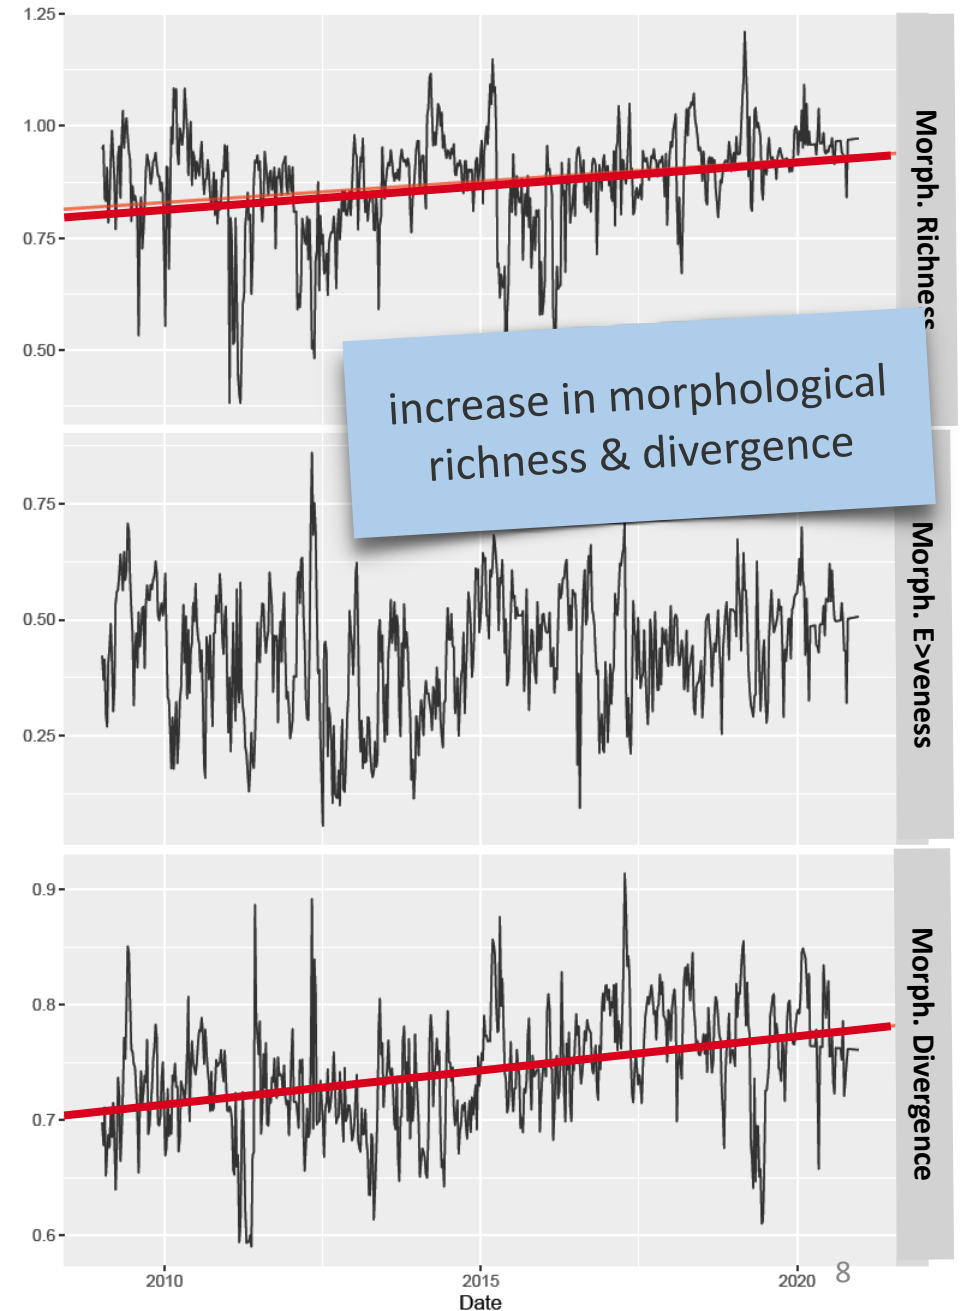 1.25
1.00
0.75
0.50
Morph. Richness
increase in morphological
richness & divergence
0.75
0.50
0.25
Morph. E>veness
0.9
0.8
0.7
0.6
Morph. Divergence
2010
2015
2020
8
Date